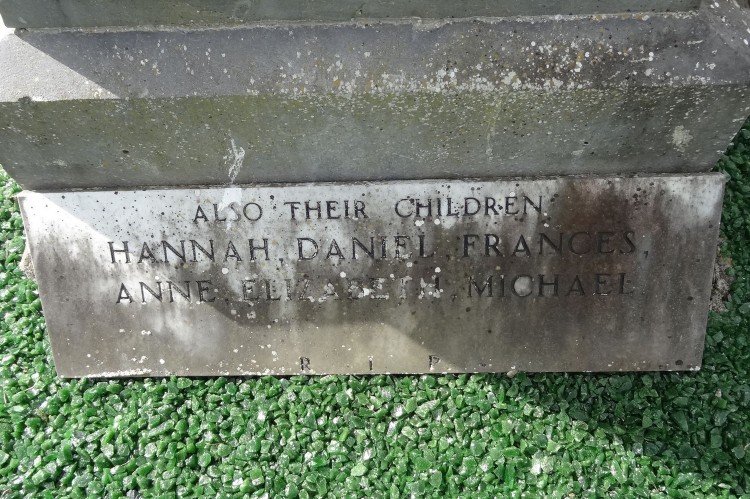 ALSO THEIR CHILDREN
HANNAH, DANIEL, FRANCES,
ANNE, ELIZABETH, MICHAEL
R I P